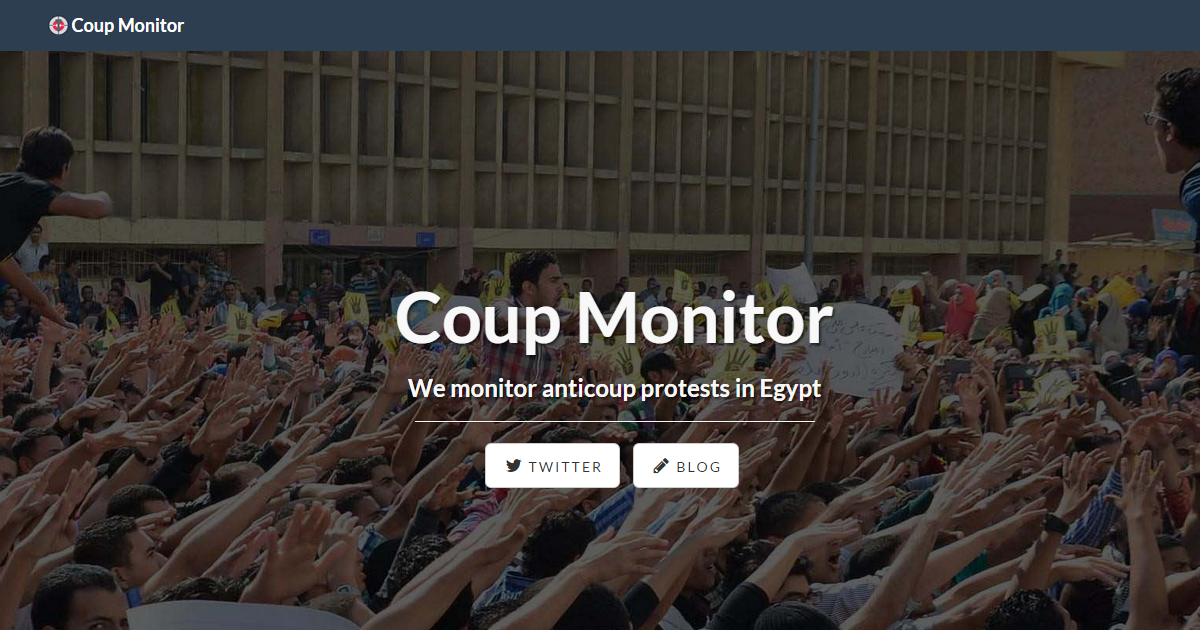 Coup Monitor
Coup Monitor
We monitor anticoup protests in Egypt
TWITTER
BLOG